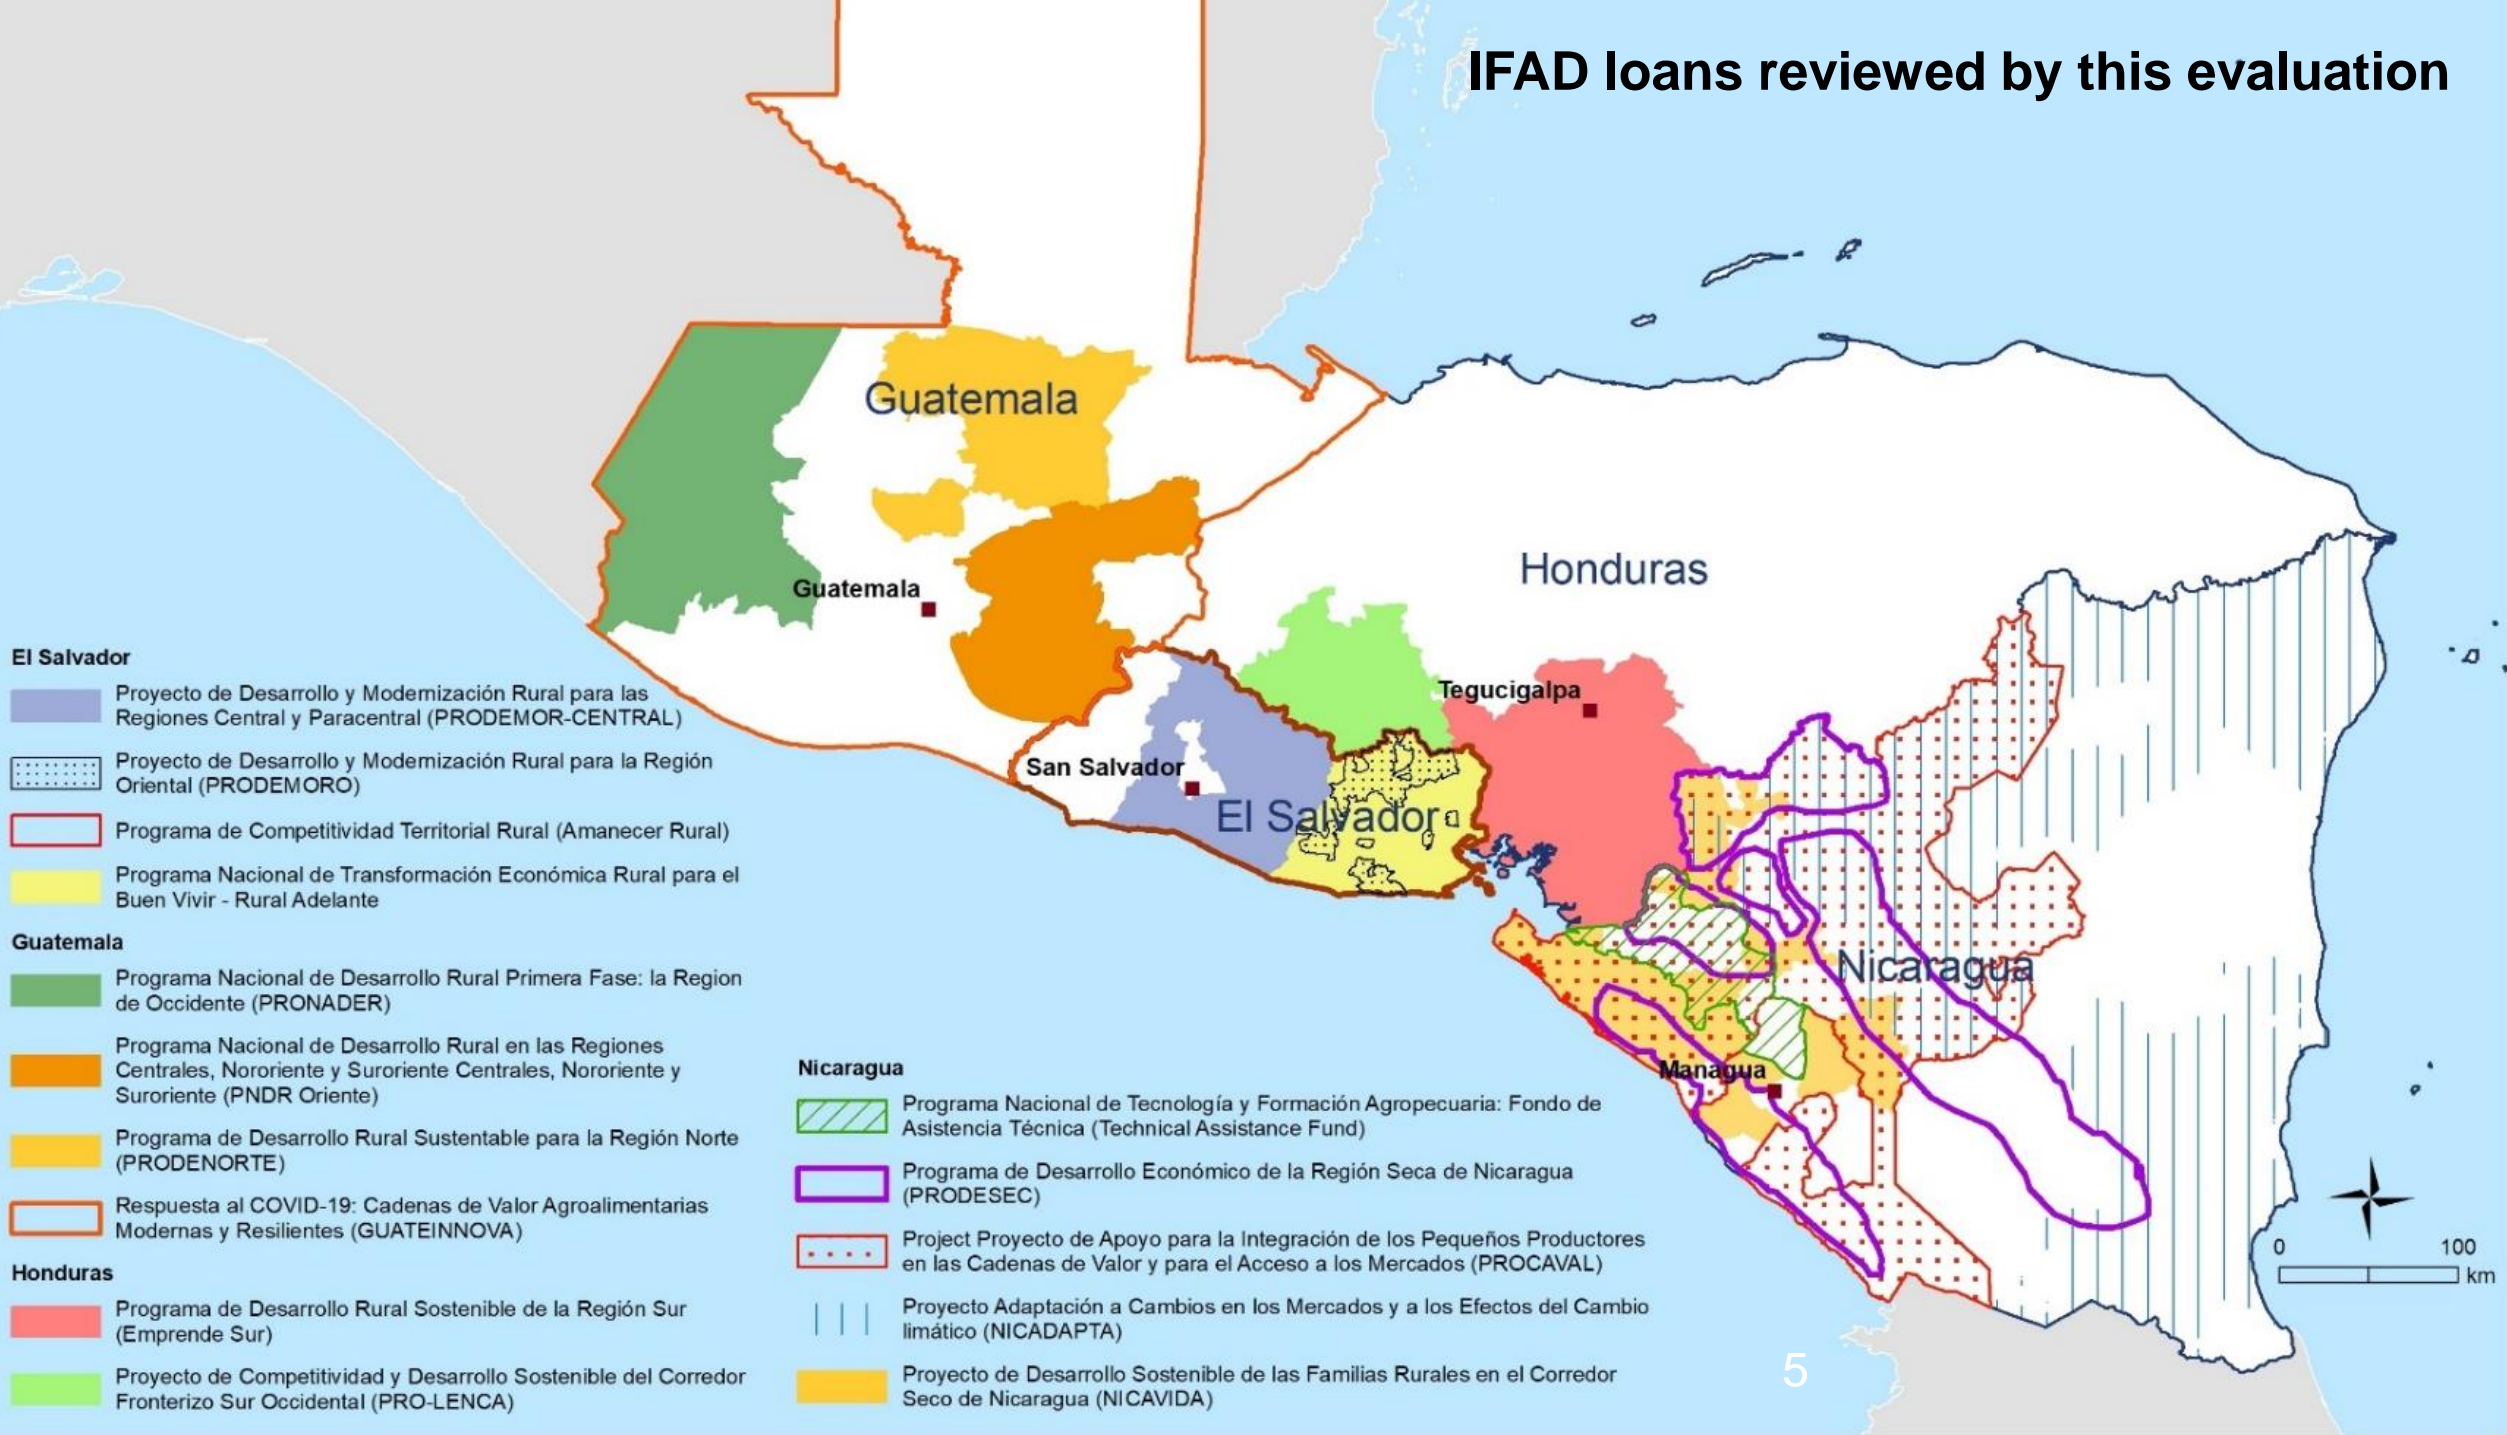 IFAD loans reviewed by this evaluation
Guatemala
Honduras
Guatemala
Tegucigalpa
San Salvador
El Salvador
Nicaragua
Managua
El Salvador
Proyecto de Desarrollo y Modernización Rural para las
Regiones Central y Paracentral (PRODEMOR-CENTRAL)
Proyecto de Desarrollo y Modernización Rural para la Región
Oriental (PRODEMORO)
Programa de Competitividad Territorial Rural (Amanecer Rural)
Programa Nacional de Transformación Económica Rural para el
Buen Vivir - Rural Adelante
Guatemala
Programa Nacional de Desarrollo Rural Primera Fase: la Region
de Occidente (PRONADER)
Programa Nacional de Desarrollo Rural en las Regiones
Centrales, Nororiente y Suroriente Centrales, Nororiente y
Suroriente (PNDR Oriente)
Programa de Desarrollo Rural Sustentable para la Región Norte
(PRODENORTE)
Respuesta al COVID-19: Cadenas de Valor Agroalimentarias
Modernas y Resilientes (GUATEINNOVA)
Honduras
Programa de Desarrollo Rural Sostenible de la Región Sur
(Emprende Sur)
Proyecto de Competitividad y Desarrollo Sostenible del Corredor
Fronterizo Sur Occidental (PRO-LENCA)
Nicaragua
Programa Nacional de Tecnología y Formación Agropecuaria: Fondo de
Asistencia Técnica (Technical Assistance Fund)
Programa de Desarrollo Económico de la Región Seca de Nicaragua
(PRODESEC)
Project Proyecto de Apoyo para la Integración de los Pequeños Productores
en las Cadenas de Valor y para el Acceso a los Mercados (PROCAVAL)
Proyecto Adaptación a Cambios en los Mercados y a los Efectos del Cambio
limático (NICADAPTA)
Proyecto de Desarrollo Sostenible de las Familias Rurales en el Corredor
Seco de Nicaragua (NICAVIDA)
0 100
km
5